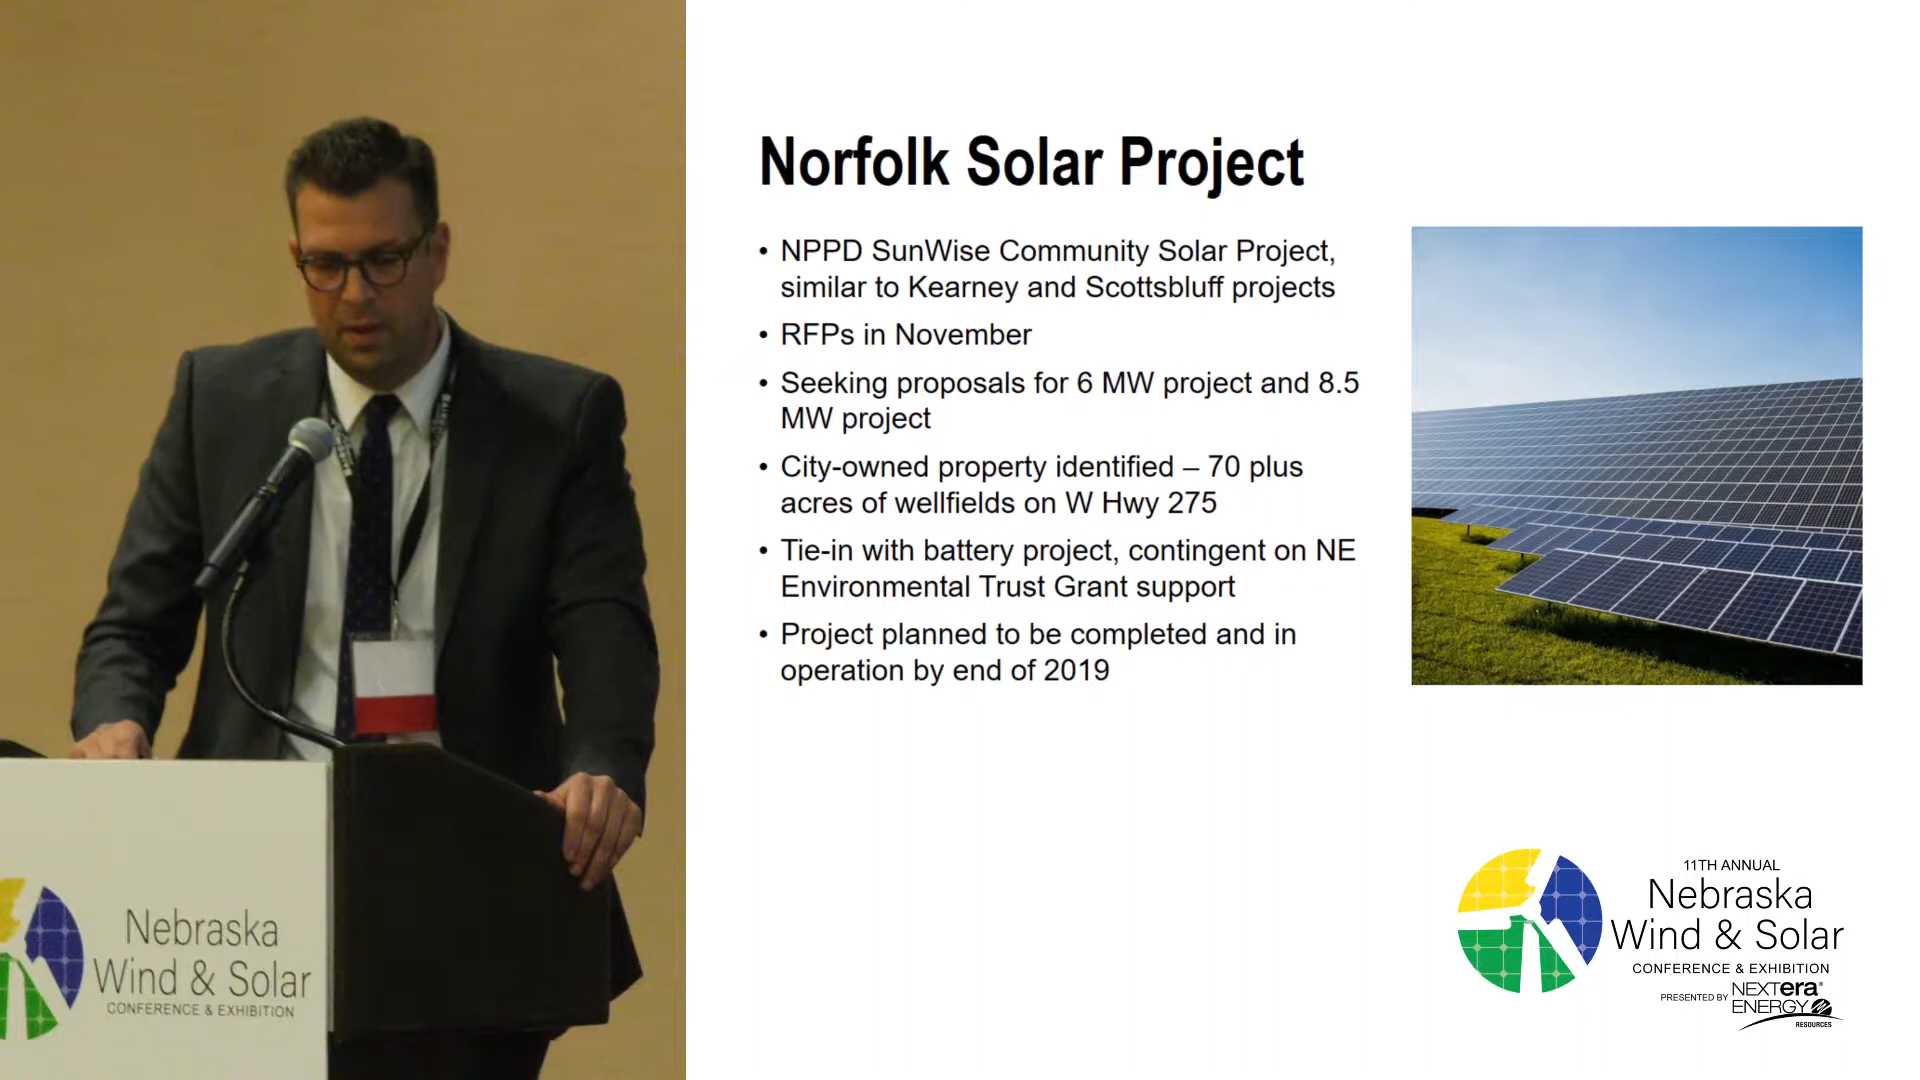 Norfolk Solar Project
• NPPD SunWise Community Solar Project,
similar to Kearney and Scottsbluff projects
• RFPs in November
• Seeking proposals for 6 MW project and 8.5
MW project
• City-owned property identified – 70 plus
acres of wellfields on W Hwy 275
• Tie-in with battery project, contingent on NE
Environmental Trust Grant support
• Project planned to be completed and in
operation by end of 2019
Nebraska
Wind & Solar
CONFERENCE & EXHIBITION
11TH ANNUAL
Nebraska
Wind & Solar
CONFERENCE & EXHIBITION
PRESENTED BY NEXTera®
ENERGY
RESOURCES